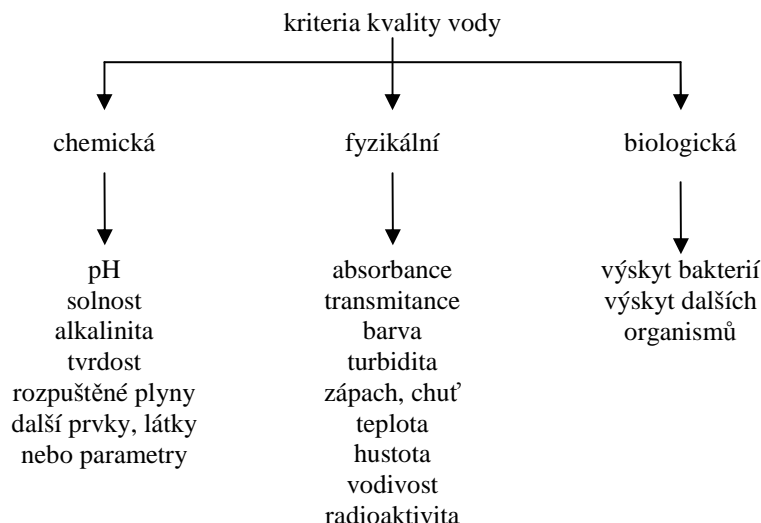 kriteria kvality vody
chemická
fyzikální
biologická
pH
solnost
alkalinita
tvrdost
rozpuštěné plyny
další prvky, látky
nebo parametry
absorbance
transmitance
barva
turbidita
zápach, chuť
teplota
hustota
vodivost
radioaktivita
výskyt bakterií
výskyt dalších
organismů